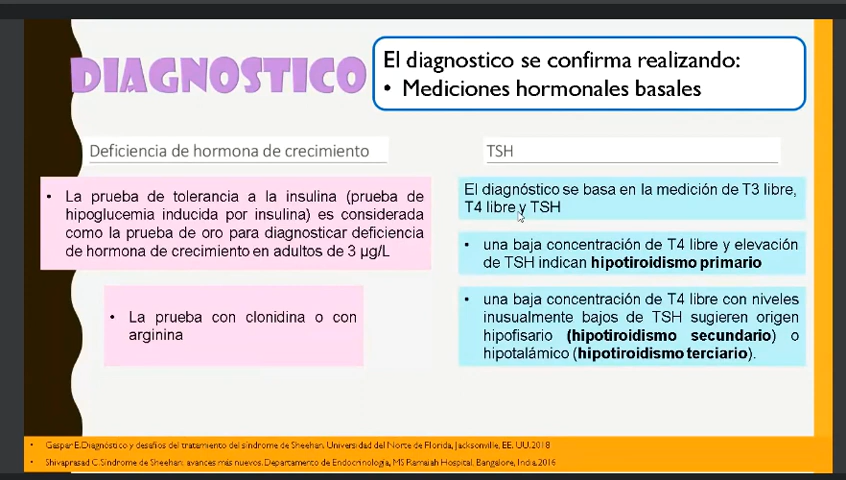 DIAGNOSTICO
El diagnostico se confirma realizando:
• Mediciones hormonales basales
Deficiencia de hormona de crecimiento
• La prueba de tolerancia a la insulina (prueba de
hipoglucemia inducida por insulina) es considerada
como la prueba de oro para diagnosticar deficiencia
de hormona de crecimiento en adultos de 3 µg/L
• La prueba con clonidina o con
arginina
TSH
El diagnóstico se basa en la medición de T3 libre,
T4 libre y TSH
• una baja concentración de T4 libre y elevación
de TSH indican hipotiroidismo primario
• una baja concentración de T4 libre con niveles
inusualmente bajos de TSH sugieren origen
hipofisario (hipotiroidismo secundario) o
hipotalámico (hipotiroidismo terciario).
• Gaspar E.Diagnóstico y desafíos del tratamiento del síndrome de Sheehan. Universidad del Norte de Florida, Jacksonville, EE. UU.2018
• Shivaprasad C.Síndrome de Sheehan: avances más nuevos.Departamento de Endocrinología, MS Ramaiah Hospital, Bangalore, India.2016